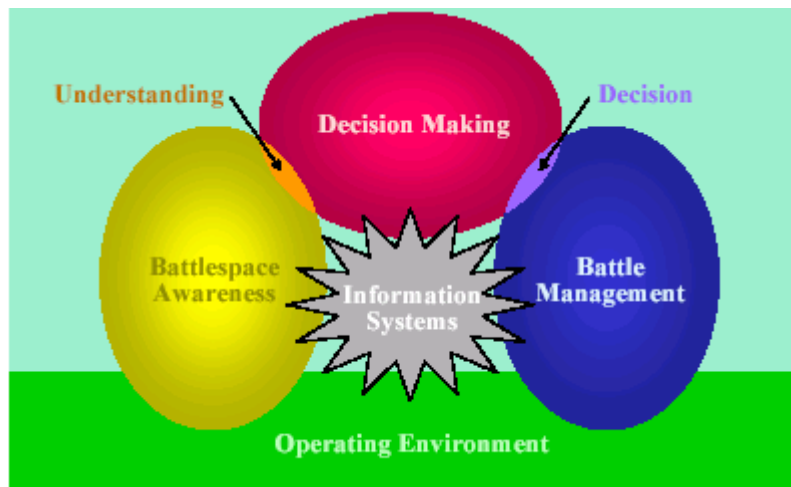 Understanding
Decision
Decision Making
Battlespace
Awareness
Information
Systems
Battle
Management
Operating Environment